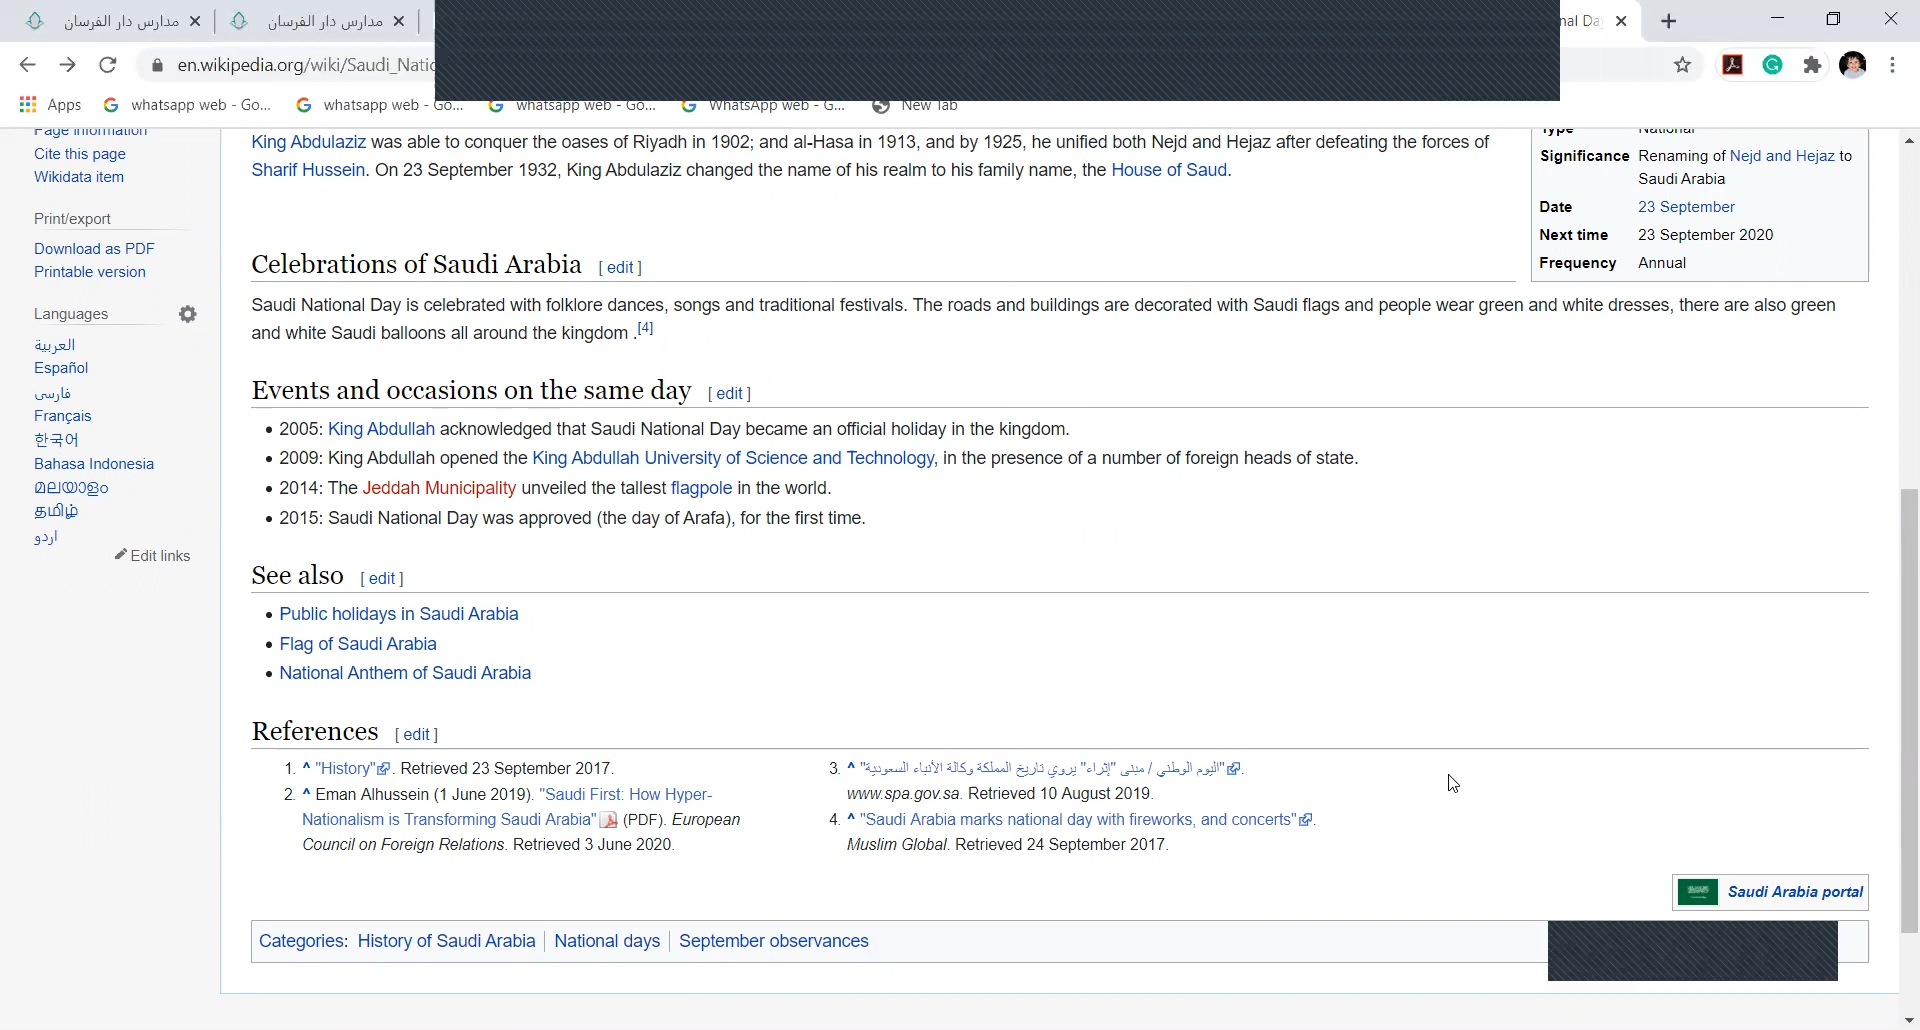 مدارس دار الفرسان
مدارس دار الفرسان
nal Da
en.wikipedia.org/wiki/Saudi_Natio
Apps
whatsapp web - Go...
whatsapp web - Go...
whatsapp web - Go...
WhatsApp web - G...
New Tab
Page information
Cite this page
Wikidata item
Print/export
Download as PDF
Printable version
Languages
العربية
Español
فارسی
Français
한국어
Bahasa Indonesia
മലയാളം
தமிழ்
اردو
Edit links
King Abdulaziz was able to conquer the oases of Riyadh in 1902; and al-Hasa in 1913, and by 1925, he unified both Nejd and Hejaz after defeating the forces of
Sharif Hussein. On 23 September 1932, King Abdulaziz changed the name of his realm to his family name, the House of Saud.
Type National
Significance Renaming of Nejd and Hejaz to
Saudi Arabia
Date 23 September
Next time 23 September 2020
Frequency Annual
Celebrations of Saudi Arabia [ edit ]
Saudi National Day is celebrated with folklore dances, songs and traditional festivals. The roads and buildings are decorated with Saudi flags and people wear green and white dresses, there are also green
and white Saudi balloons all around the kingdom .[4]
Events and occasions on the same day [ edit ]
• 2005: King Abdullah acknowledged that Saudi National Day became an official holiday in the kingdom.
• 2009: King Abdullah opened the King Abdullah University of Science and Technology, in the presence of a number of foreign heads of state.
• 2014: The Jeddah Municipality unveiled the tallest flagpole in the world.
• 2015: Saudi National Day was approved (the day of Arafa), for the first time.
See also [ edit ]
• Public holidays in Saudi Arabia
• Flag of Saudi Arabia
• National Anthem of Saudi Arabia
References [ edit ]
1. ^ "History". Retrieved 23 September 2017.
2. ^ Eman Alhussein (1 June 2019). "Saudi First: How Hyper-
Nationalism is Transforming Saudi Arabia" (PDF). European
Council on Foreign Relations. Retrieved 3 June 2020.
3. ^ "اليوم الوطني / مبنى "إثراء" يروي تاريخ المملكة وكالة الأنباء السعودية".
www.spa.gov.sa. Retrieved 10 August 2019.
4. ^ "Saudi Arabia marks national day with fireworks, and concerts".
Muslim Global. Retrieved 24 September 2017.
Saudi Arabia portal
Categories: History of Saudi Arabia | National days | September observances